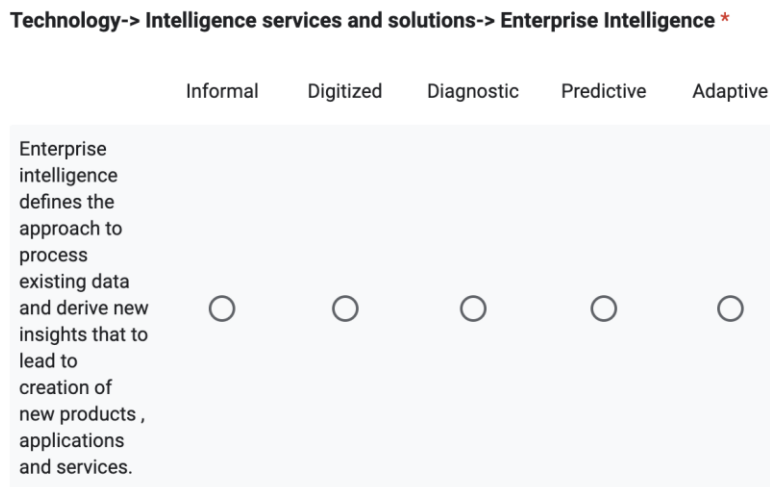 Technology-> Intelligence services and solutions-> Enterprise Intelligence *
Informal Digitized Diagnostic Predictive Adaptive
Enterprise
intelligence
defines the
approach to
process
existing data
and derive new
insights that to
lead to
creation of
new products ,
applications
and services.